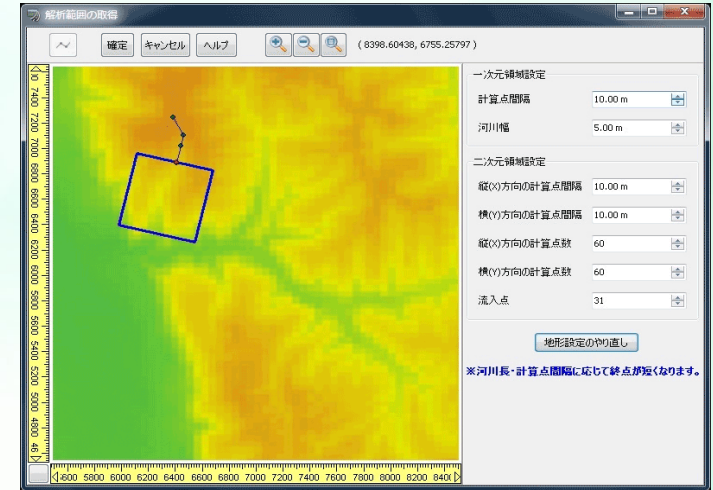 解析範囲の取得
確定 キャンセル ヘルプ (8398.60438, 6755.25797)
一次元領域設定
計算点間隔 10.00 m
河川幅 5.00 m
二次元領域設定
縦(X)方向の計算点間隔 10.00 m
横(Y)方向の計算点間隔 10.00 m
縦(X)方向の計算点数 60
横(Y)方向の計算点数 60
流入点 31
地形設定のやり直し
※河川長・計算点間隔に応じて終点が短くなります。
7400 7200 7000 6800 6600 6400 6200 6000 5800 5600 5400 5200 5000 4800 46
5600 5800 6000 6200 6400 6600 6800 7000 7200 7400 7600 7800 8000 8200 840